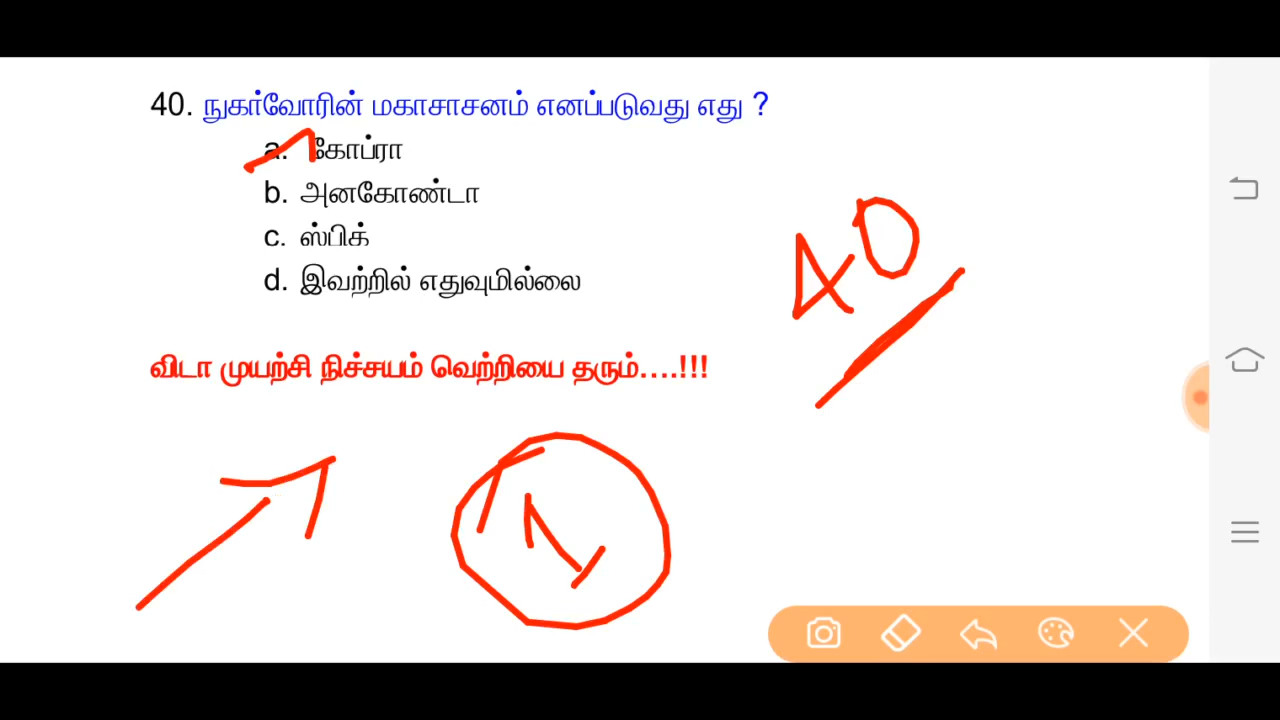 40. நுகர்வோரின் மகாசாசனம் எனப்படுவது எது ?
a. கோப்ரா
b. அனகோண்டா
c. ஸ்பிக்
d. இவற்றில் எதுவுமில்லை
40
விடா முயற்சி நிச்சயம் வெற்றியை தரும்....!!!